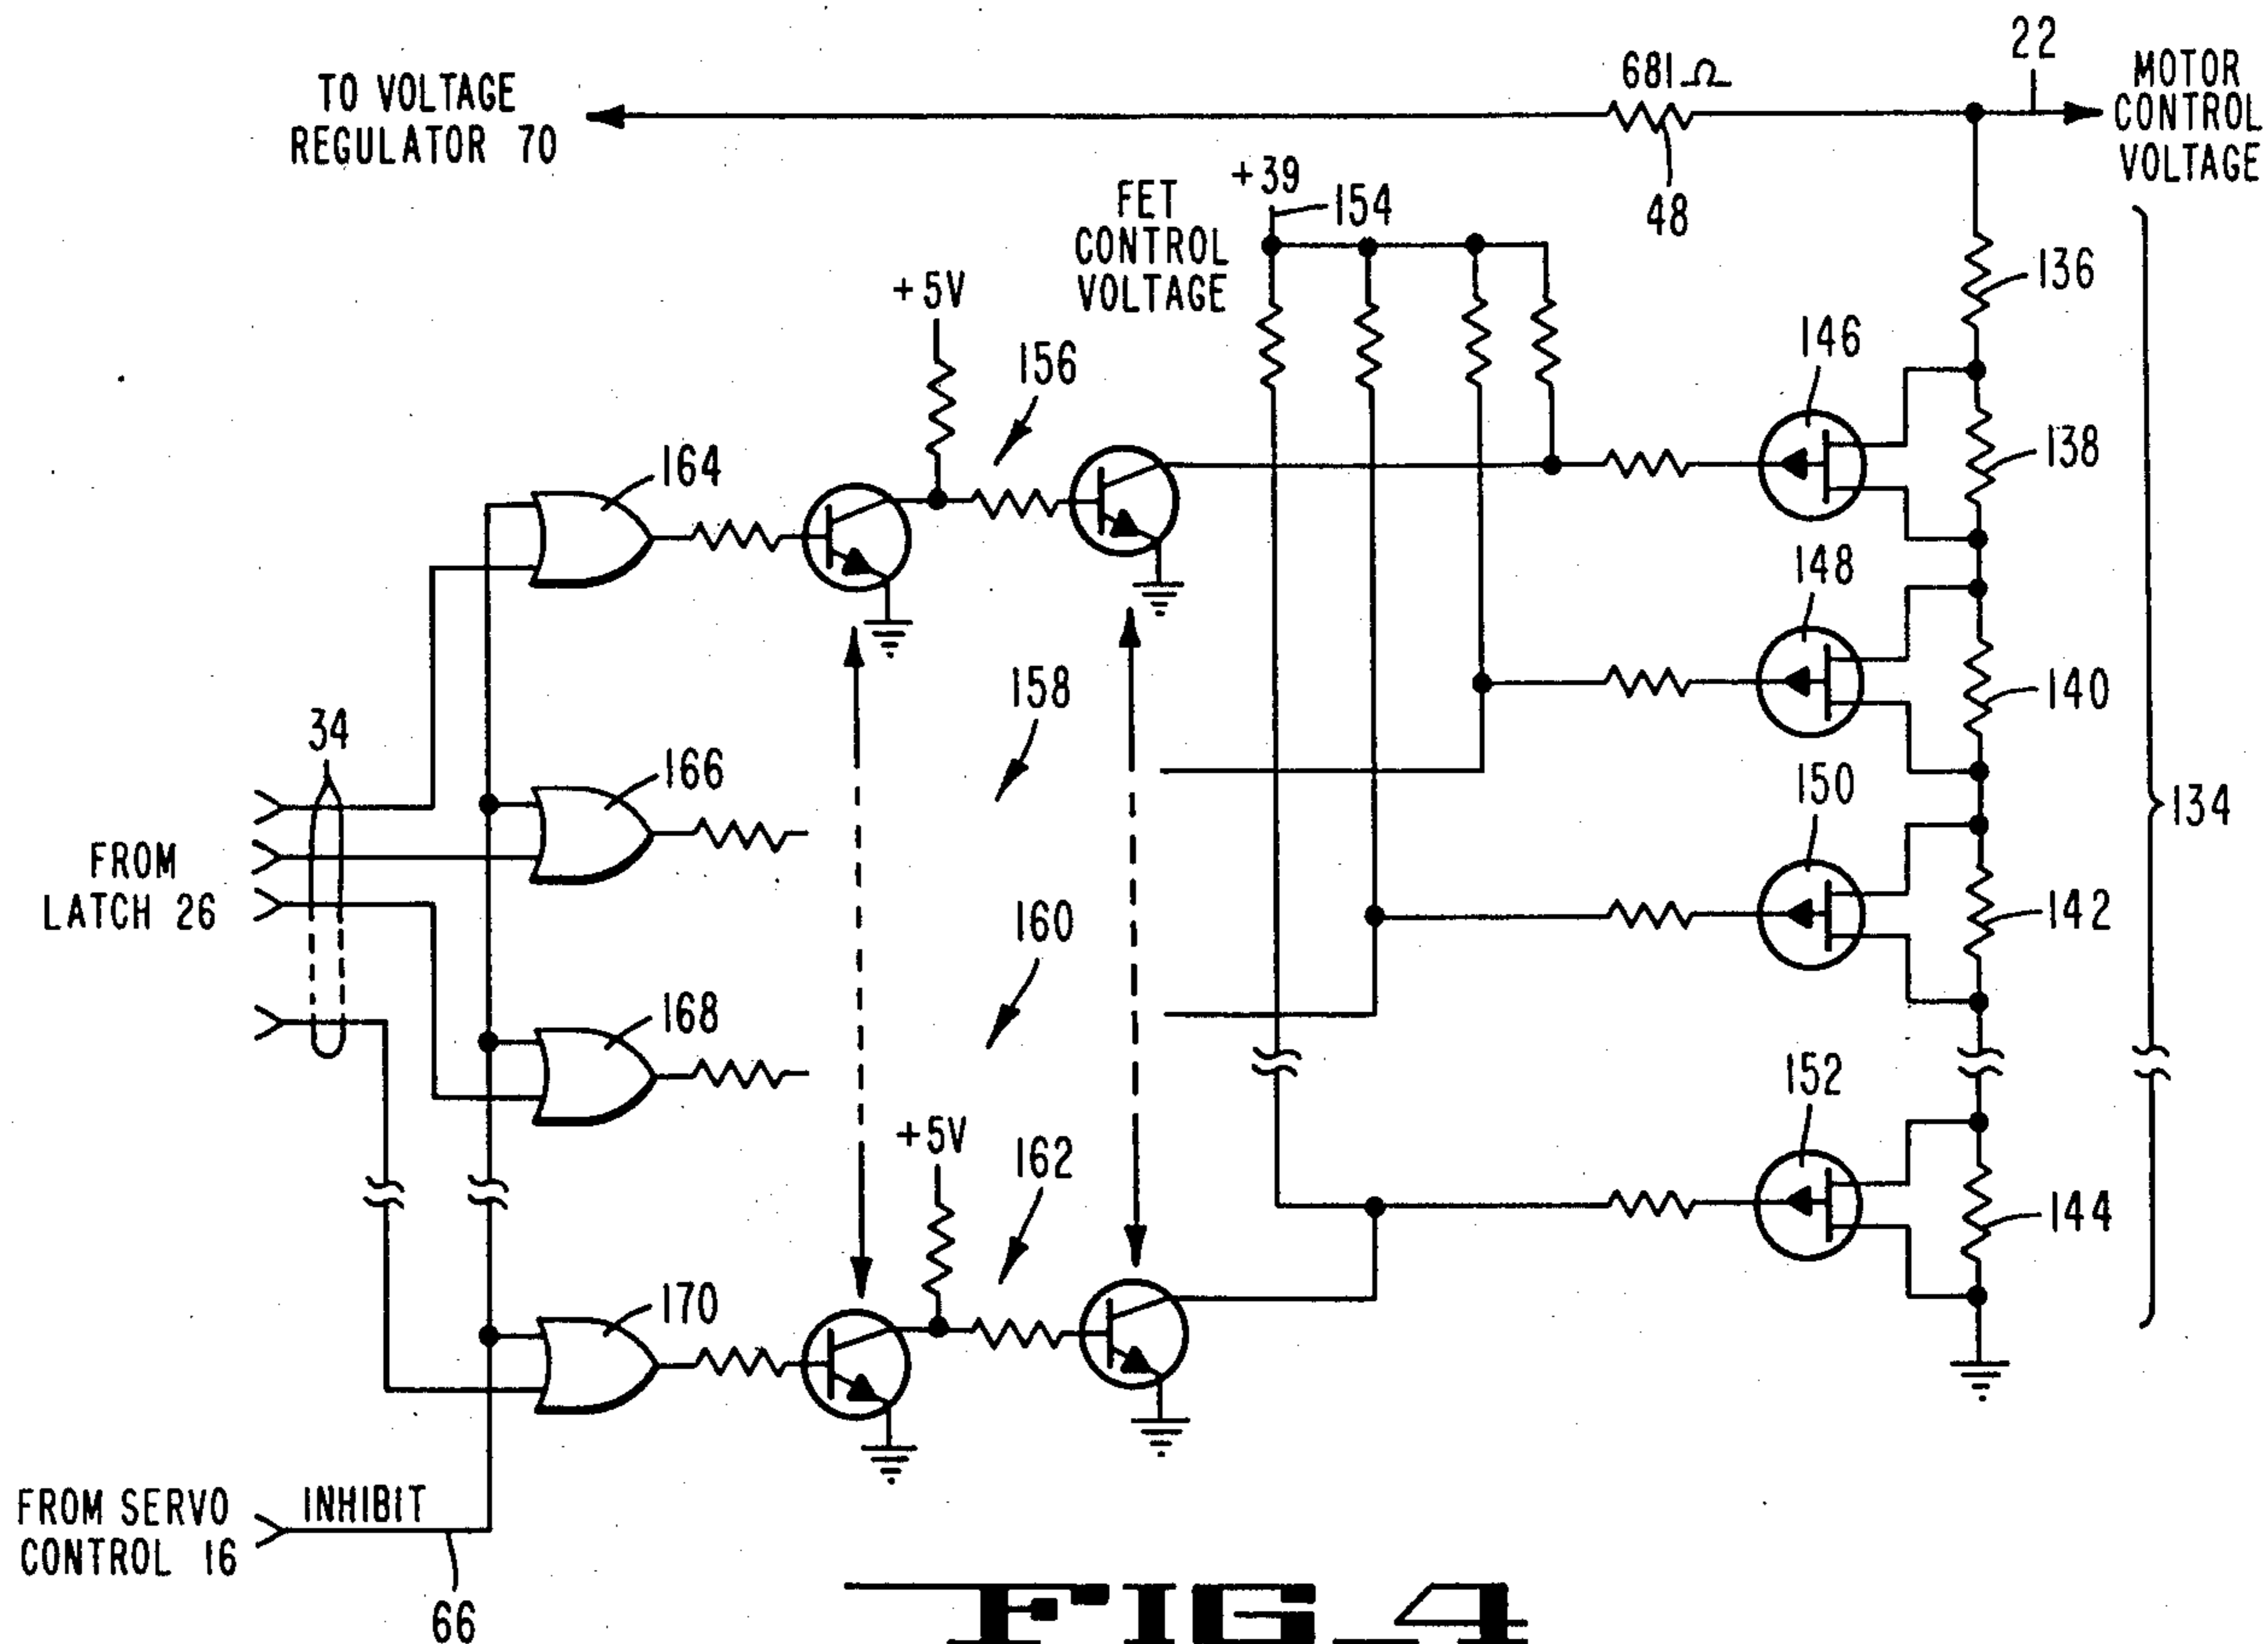 22
681Ω
MOTOR
CONTROL
VOLTAGE
TO VOLTAGE
REGULATOR 70
48
+39
154
FET
CONTROL
VOLTAGE
136
+5V
156
146
138
164
148
158
140
34
166
150
134
FROM
LATCH 26
160
142
168
152
+5V
162
144
170
FROM SERVO
CONTROL 16
INHIBIT
66
FIG_4